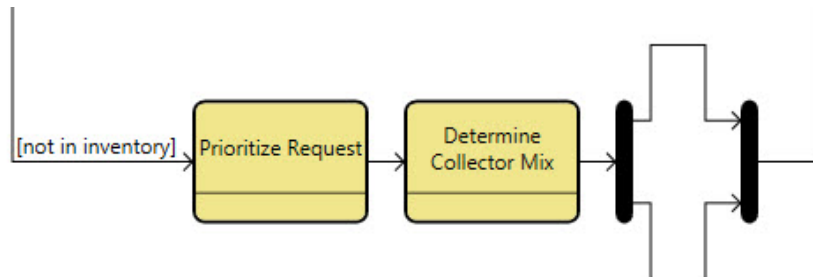 [not in inventory]
Prioritize Request
Determine
Collector Mix